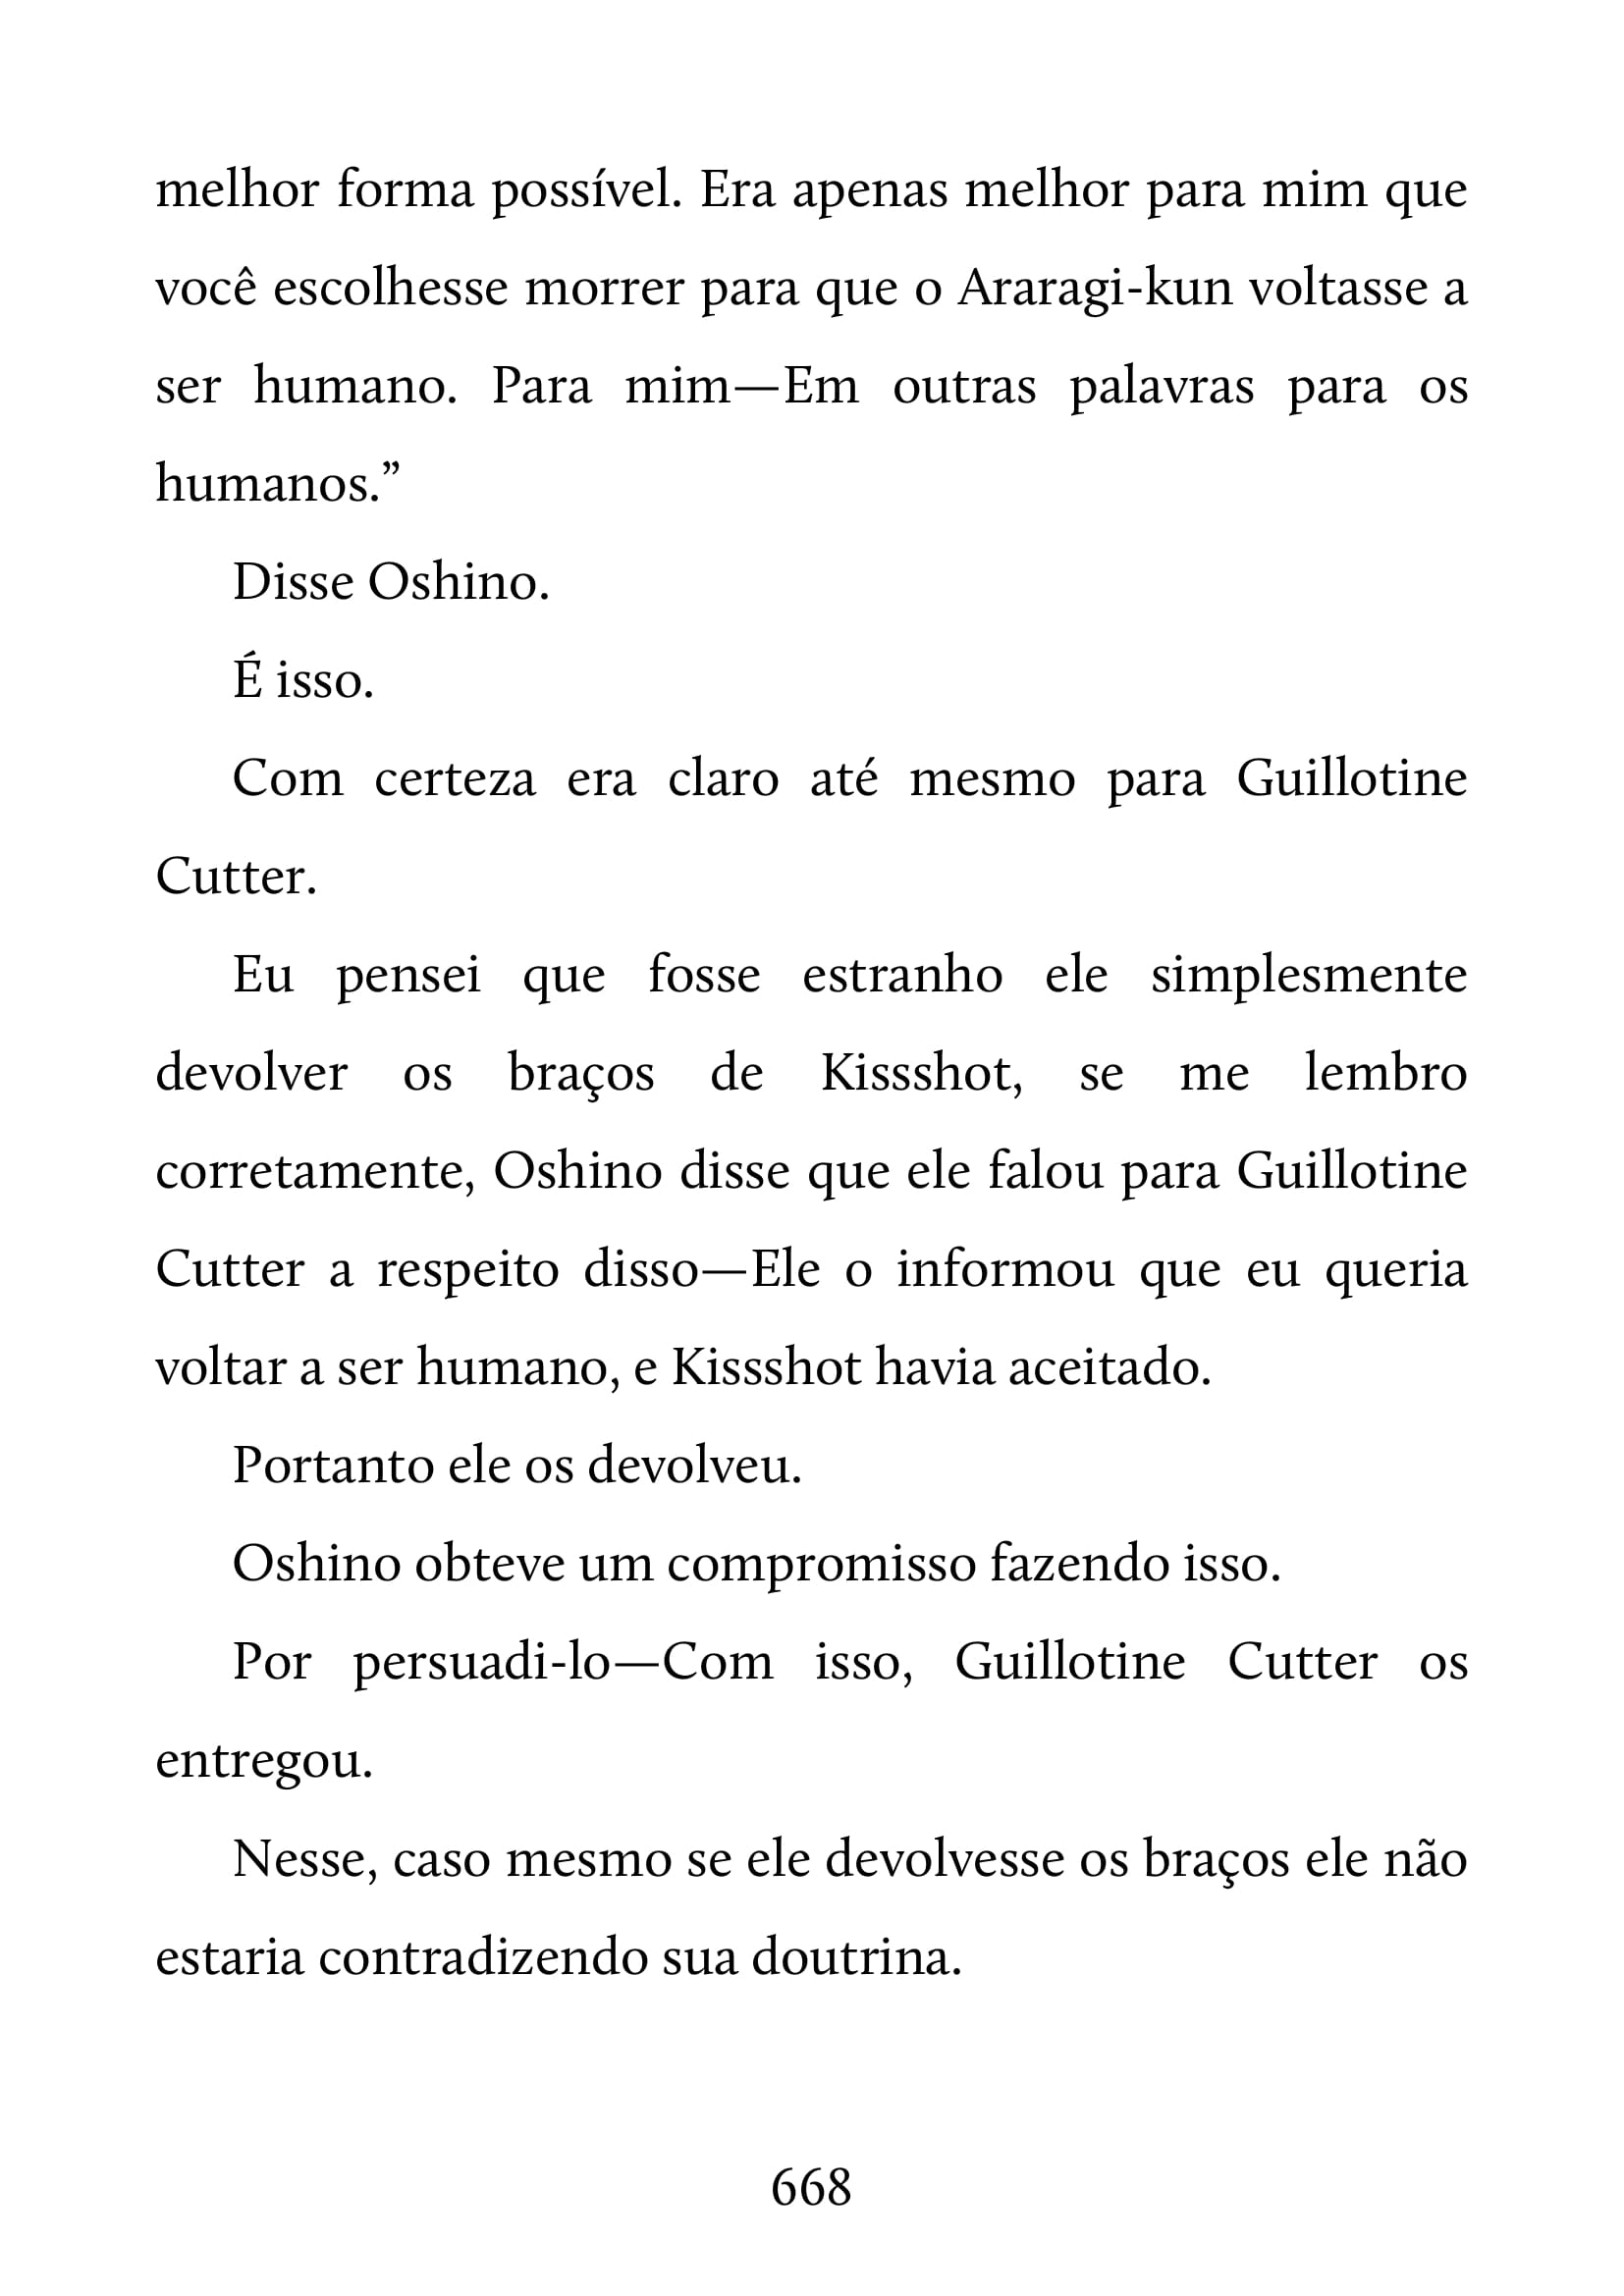 melhor forma possível. Era apenas melhor para mim que
você escolhesse morrer para que o Araragi-kun voltasse a
ser humano. Para mim—Em outras palavras para os
humanos.”
Disse Oshino.
É isso.
Com certeza era claro até mesmo para Guillotine
Cutter.
Eu pensei que fosse estranho ele simplesmente
devolver os braços de Kissshot, se me lembro
corretamente, Oshino disse que ele falou para Guillotine
Cutter a respeito disso—Ele o informou que eu queria
voltar a ser humano, e Kissshot havia aceitado.
Portanto ele os devolveu.
Oshino obteve um compromisso fazendo isso.
Por persuadi-lo—Com isso, Guillotine Cutter os
entregou.
Nesse, caso mesmo se ele devolvesse os braços ele não
estaria contradizendo sua doutrina.
668